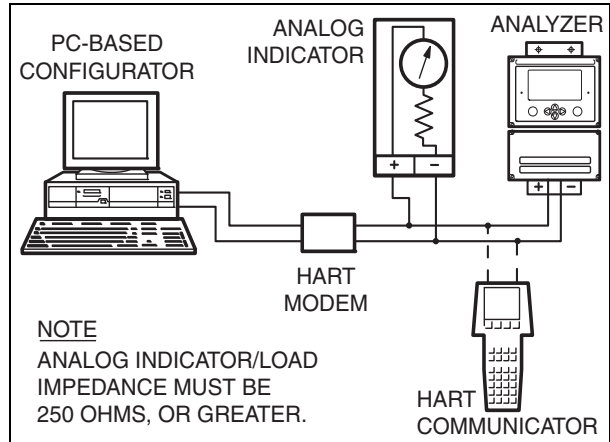 PC-BASED
CONFIGURATOR
ANALOG
INDICATOR
ANALYZER
+ −
+ −
HART
MODEM
NOTE
ANALOG INDICATOR/LOAD
IMPEDANCE MUST BE
250 OHMS, OR GREATER.
HART
COMMUNICATOR